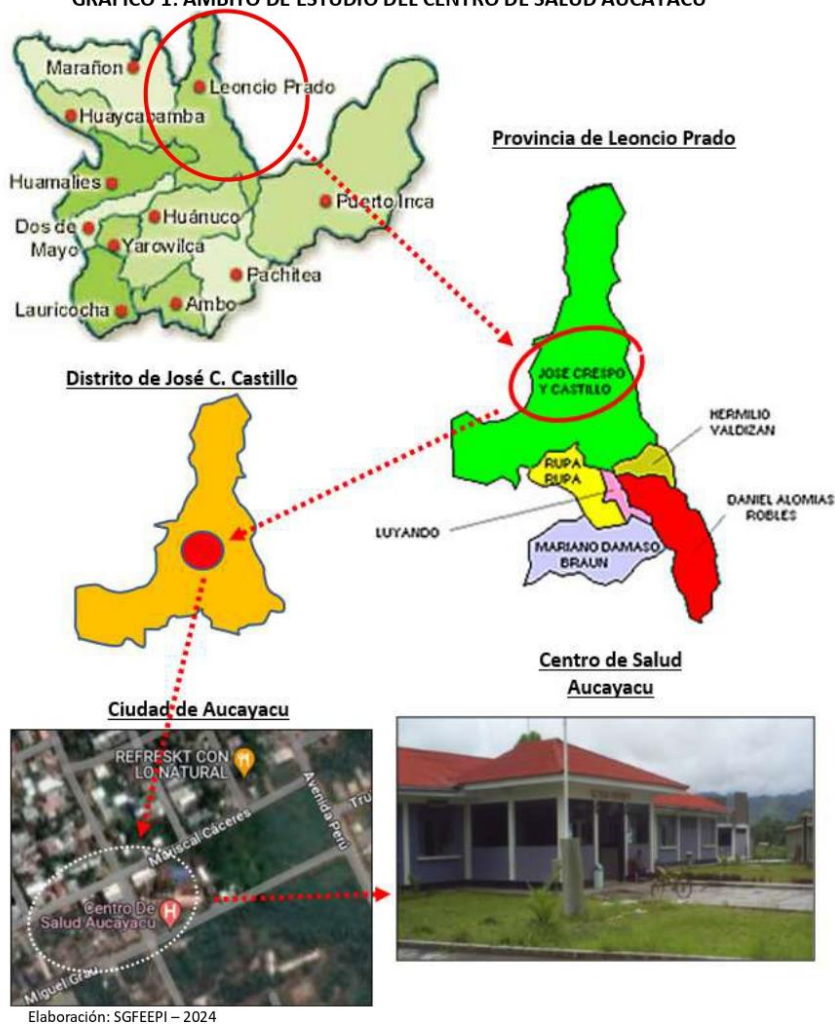 GRAFICO 1: AMBITO DE ESTUDIO DEL CENTRO DE SALUD AUCAYACU
Marañon
Leoncio Prado
Huaycabamba
Huamalies
Huánuco
Puerto Inca
Dos de
Mayo
Yarowilca
Pachitea
Lauricocha
Ambo
Provincia de Leoncio Prado
JOSE CRESPO
Y CASTILLO
HERMILIO
VALDIZAN
RUPA
RUPA
DANIEL ALOMIAS
ROBLES
LUYANDO
MARIANO DAMASO
BRAUN
Distrito de José C. Castillo
Ciudad de Aucayacu
REFRESKT CON
LO NATURAL
Avenida Perú
Tru
Mariscal Cáceres
Centro De
Salud Aucayacu
Miguel Grau
Centro de Salud
Aucayacu
Elaboración: SGFEEPI – 2024